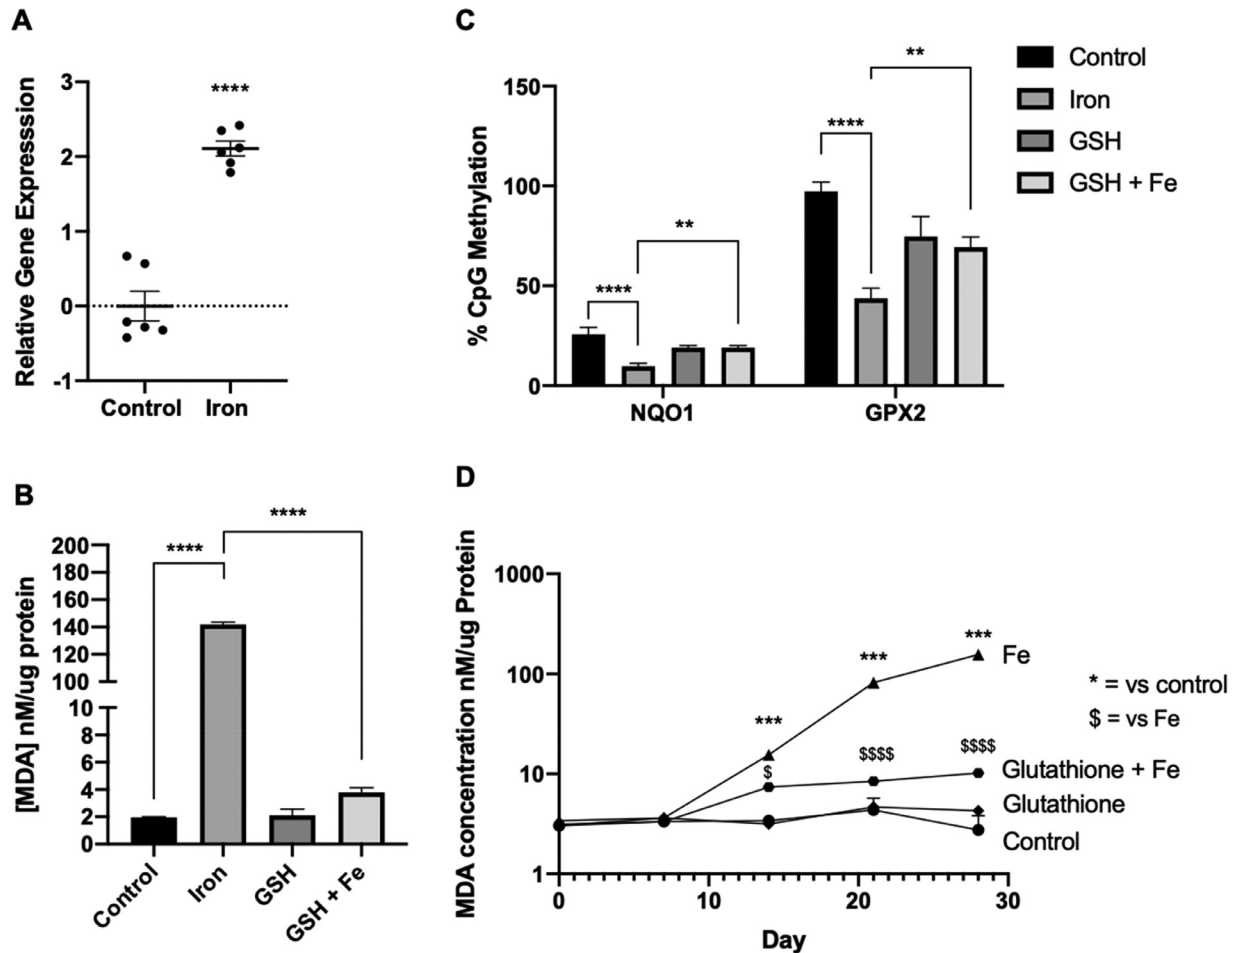 A
Relative Gene Expresssion
3
2
1
0
-1
****
Control
Iron
B
[MDA] nM/ug protein
200
180
160
140
120
100
10
8
6
4
2
0
****
****
Control
Iron
GSH
GSH + Fe
C
% CpG Methylation
150
100
50
0
****
**
****
**
NQO1
GPX2
Control
Iron
GSH
GSH + Fe
D
MDA concentration nM/ug Protein
1000
100
10
1
***
***
***
$
$$$$
$$$$
Fe
Glutathione + Fe
Glutathione
Control
* = vs control
$ = vs Fe
0
10
20
30
Day